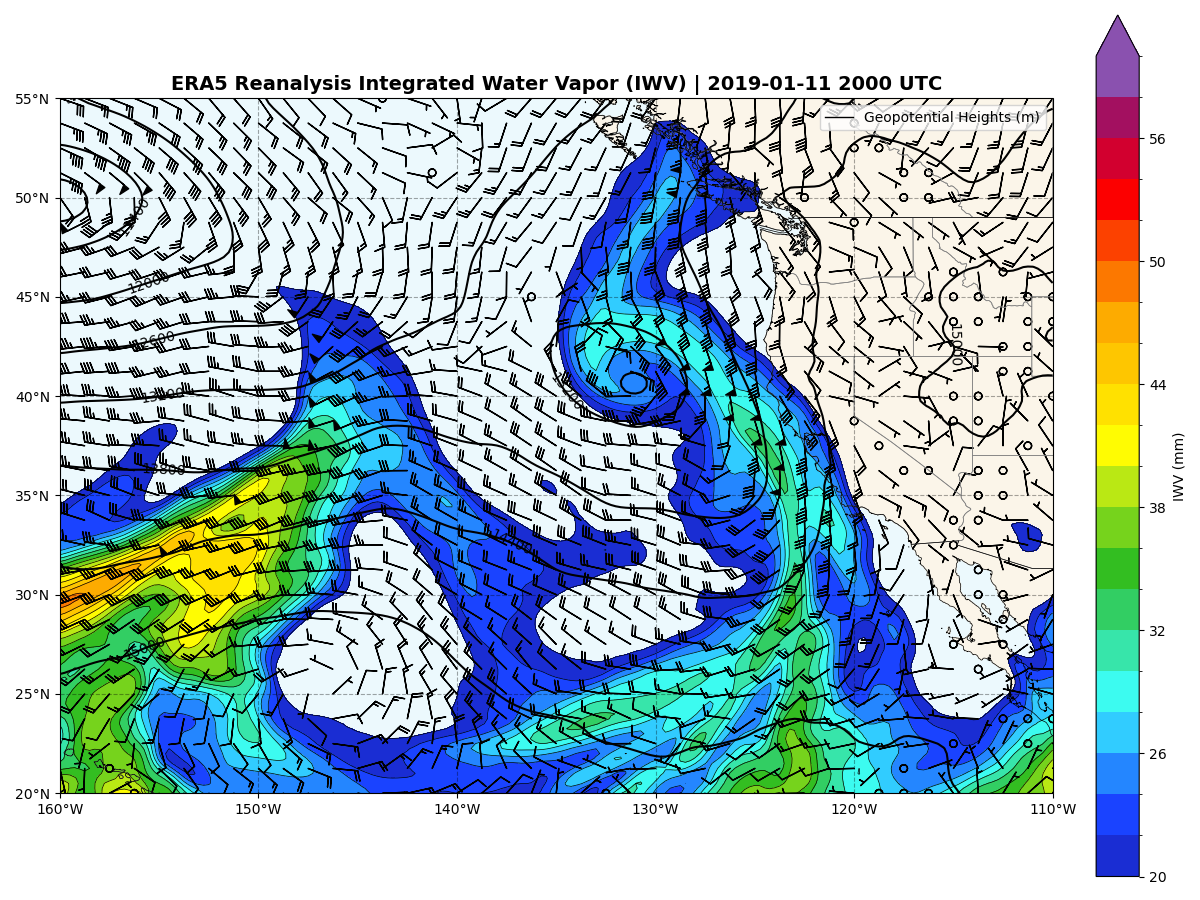 ERA5 Reanalysis Integrated Water Vapor (IWV) | 2019-01-11 2000 UTC
55°N
50°N
45°N
40°N
35°N
30°N
25°N
20°N
160°W
150°W
140°W
130°W
120°W
110°W
Geopotential Heights (m)
12000
12600
13800
15000
15000
56
50
44
38
32
26
20
IWV (mm)